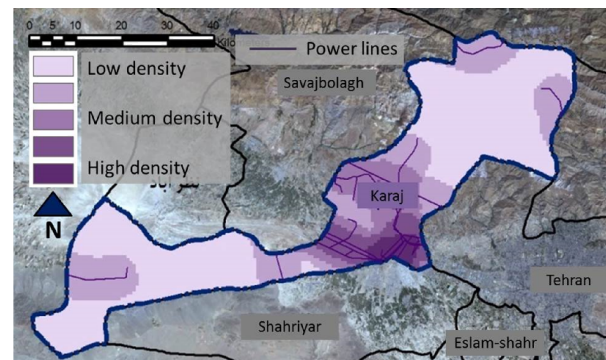 0 5 10 20 30 40
Kilometers
Power lines
Low density
Savajbolagh
Medium density
High density
Karaj
N
Tehran
Shahriyar
Eslam-shahr